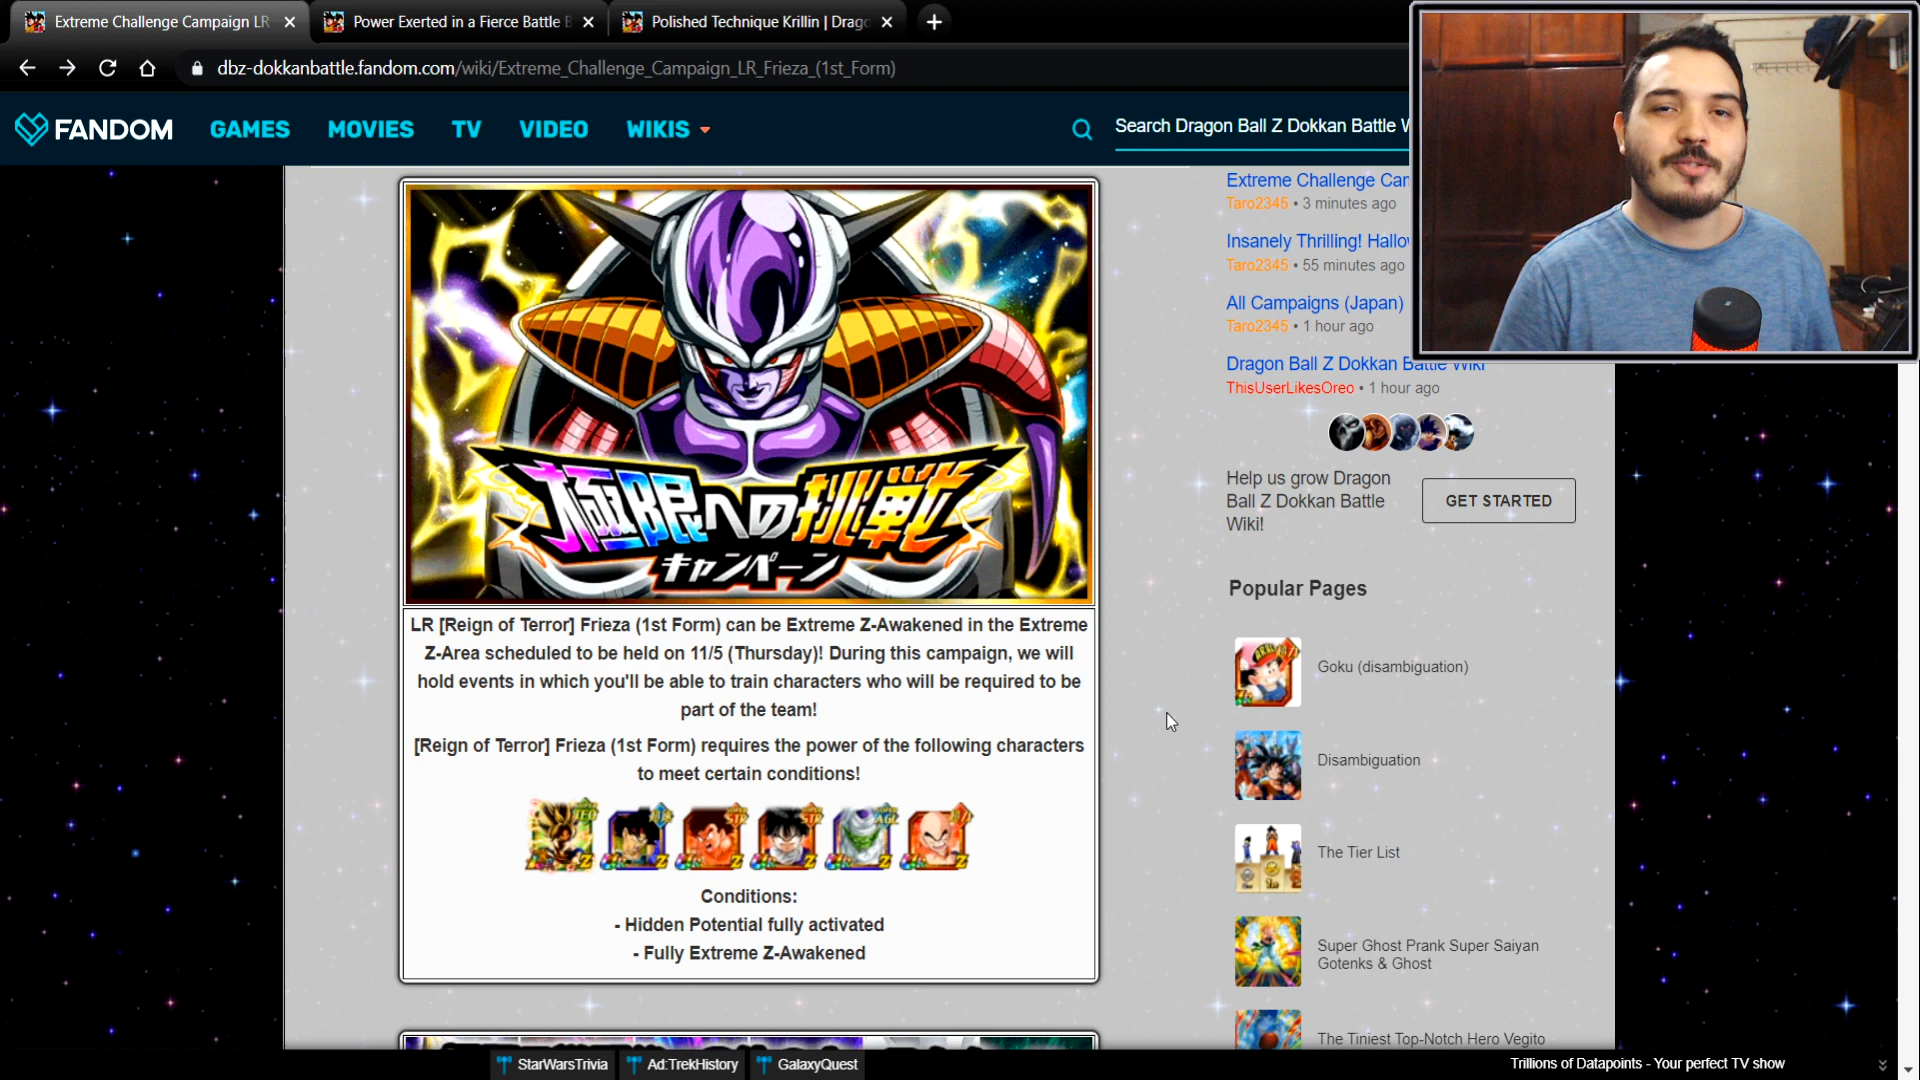 Extreme Challenge Campaign LR
Power Exerted in a Fierce Battle B
Polished Technique Krillin | Drago
dbz-dokkanbattle.fandom.com/wiki/Extreme_Challenge_Campaign_LR_Frieza_(1st_Form)
FANDOM
GAMES
MOVIES
TV
VIDEO
WIKIS
Search Dragon Ball Z Dokkan Battle W
極限への挑戦
キャンペーン
LR [Reign of Terror] Frieza (1st Form) can be Extreme Z-Awakened in the Extreme
Z-Area scheduled to be held on 11/5 (Thursday)! During this campaign, we will
hold events in which you'll be able to train characters who will be required to be
part of the team!
[Reign of Terror] Frieza (1st Form) requires the power of the following characters
to meet certain conditions!
Conditions:
- Hidden Potential fully activated
- Fully Extreme Z-Awakened
Extreme Challenge Car
Taro2345 • 3 minutes ago
Insanely Thrilling! Hallo
Taro2345 • 55 minutes ago
All Campaigns (Japan)
Taro2345 • 1 hour ago
Dragon Ball Z Dokkan Battle Wiki
ThisUserLikesOreo • 1 hour ago
Help us grow Dragon
Ball Z Dokkan Battle
Wiki!
GET STARTED
Popular Pages
Goku (disambiguation)
Disambiguation
The Tier List
Super Ghost Prank Super Saiyan
Gotenks & Ghost
The Tiniest Top-Notch Hero Vegito
StarWarsTrivia
Ad:TrekHistory
GalaxyQuest
Trillions of Datapoints - Your perfect TV show